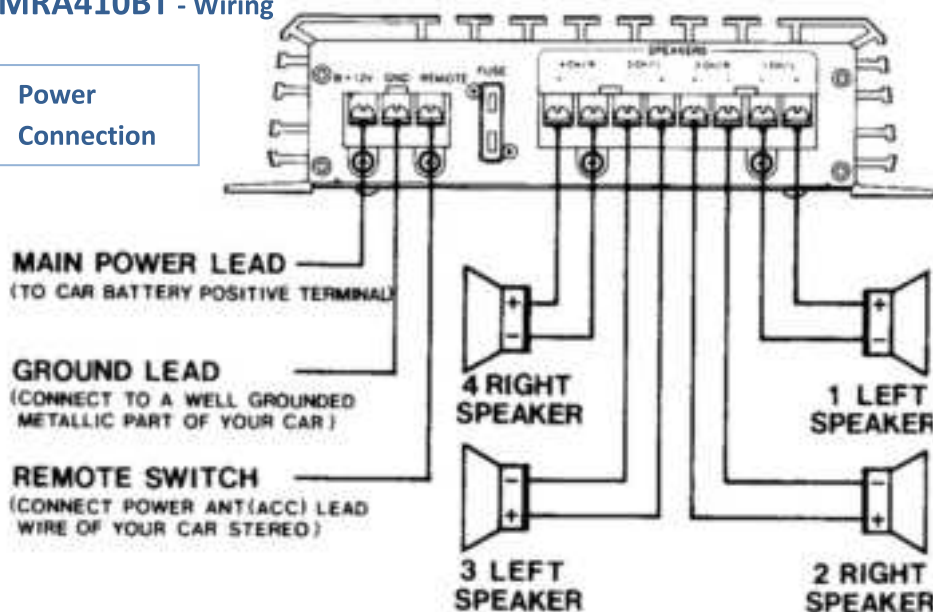 MRA410BT - Wiring
Power
Connection
SPEAKERS
B+12V GND REMOTE FUSE
MAIN POWER LEAD
(TO CAR BATTERY POSITIVE TERMINAL)
GROUND LEAD
(CONNECT TO A WELL GROUNDED
METALLIC PART OF YOUR CAR)
REMOTE SWITCH
(CONNECT POWER ANT(ACC) LEAD
WIRE OF YOUR CAR STEREO)
+
-
4 RIGHT
SPEAKER
+
-
1 LEFT
SPEAKER
-
+
3 LEFT
SPEAKER
-
+
2 RIGHT
SPEAKER